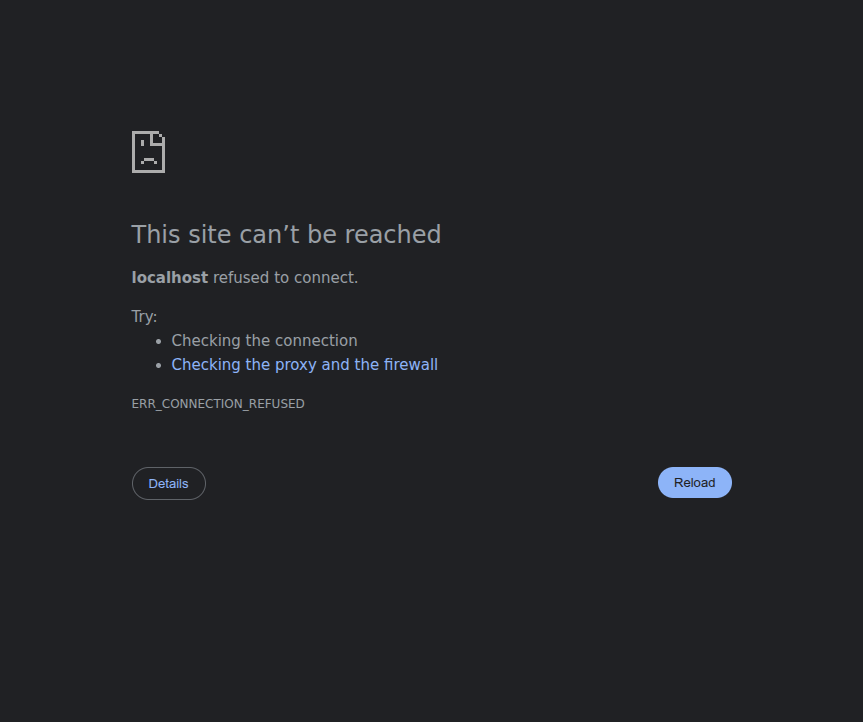 This site can’t be reached
localhost refused to connect.
Try:
Checking the connection
Checking the proxy and the firewall
ERR_CONNECTION_REFUSED
Details
Reload